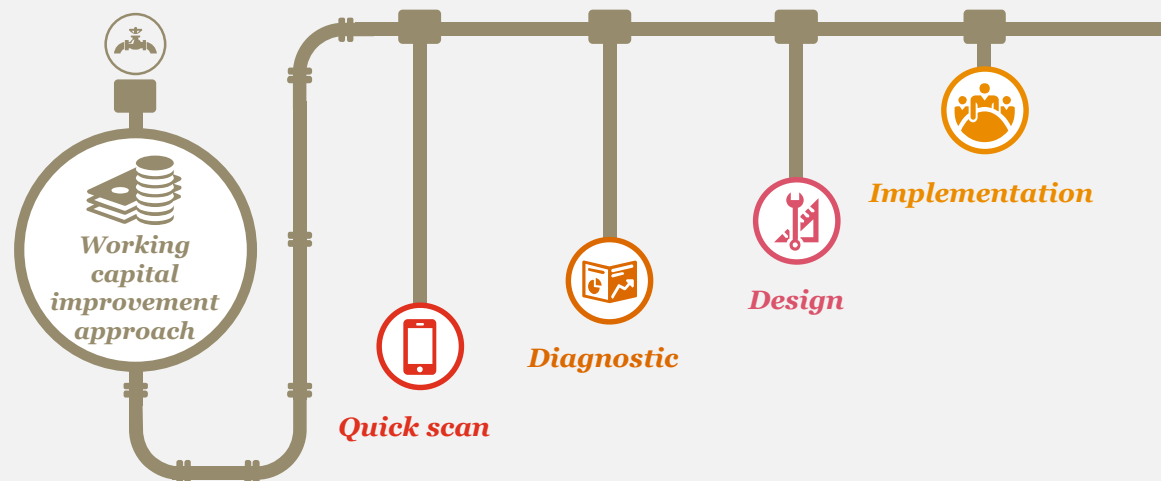 Working
capital
improvement
approach
Quick scan
Diagnostic
Design
Implementation